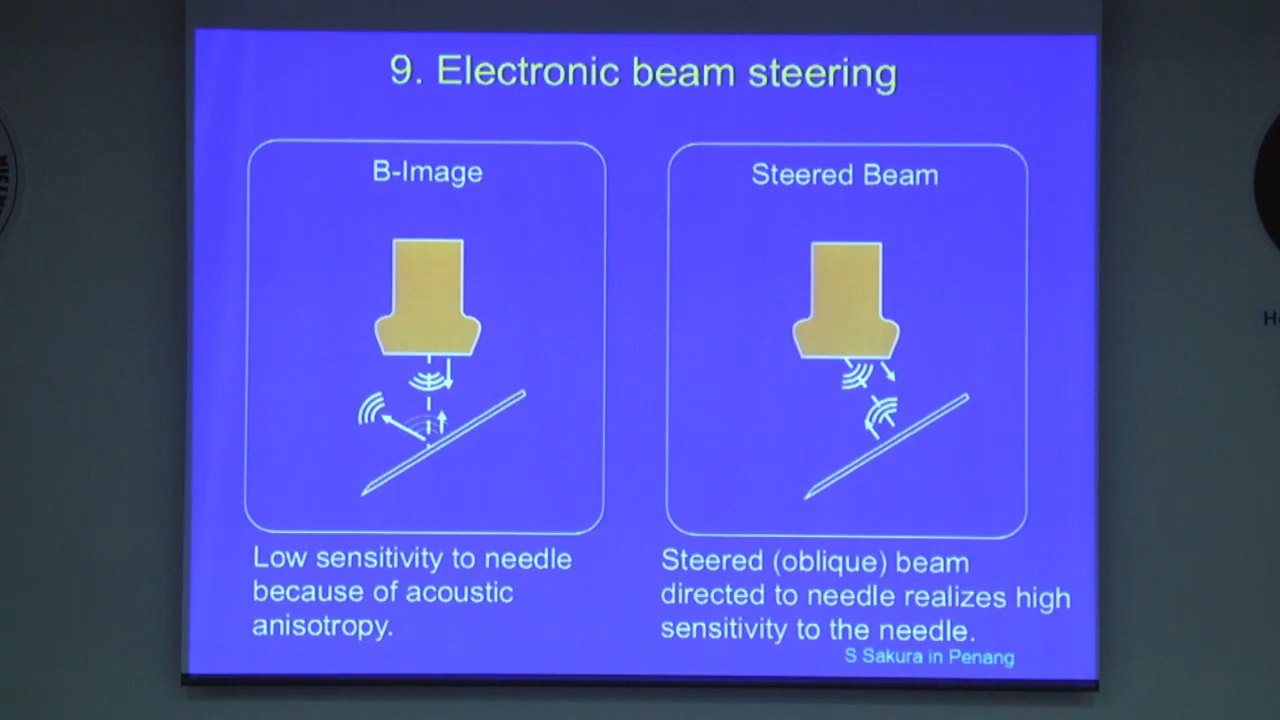 9. Electronic beam steering
B-Image
Steered Beam
Low sensitivity to needle
because of acoustic
anisotropy.
Steered (oblique) beam
directed to needle realizes high
sensitivity to the needle.
S Sakura in Penang